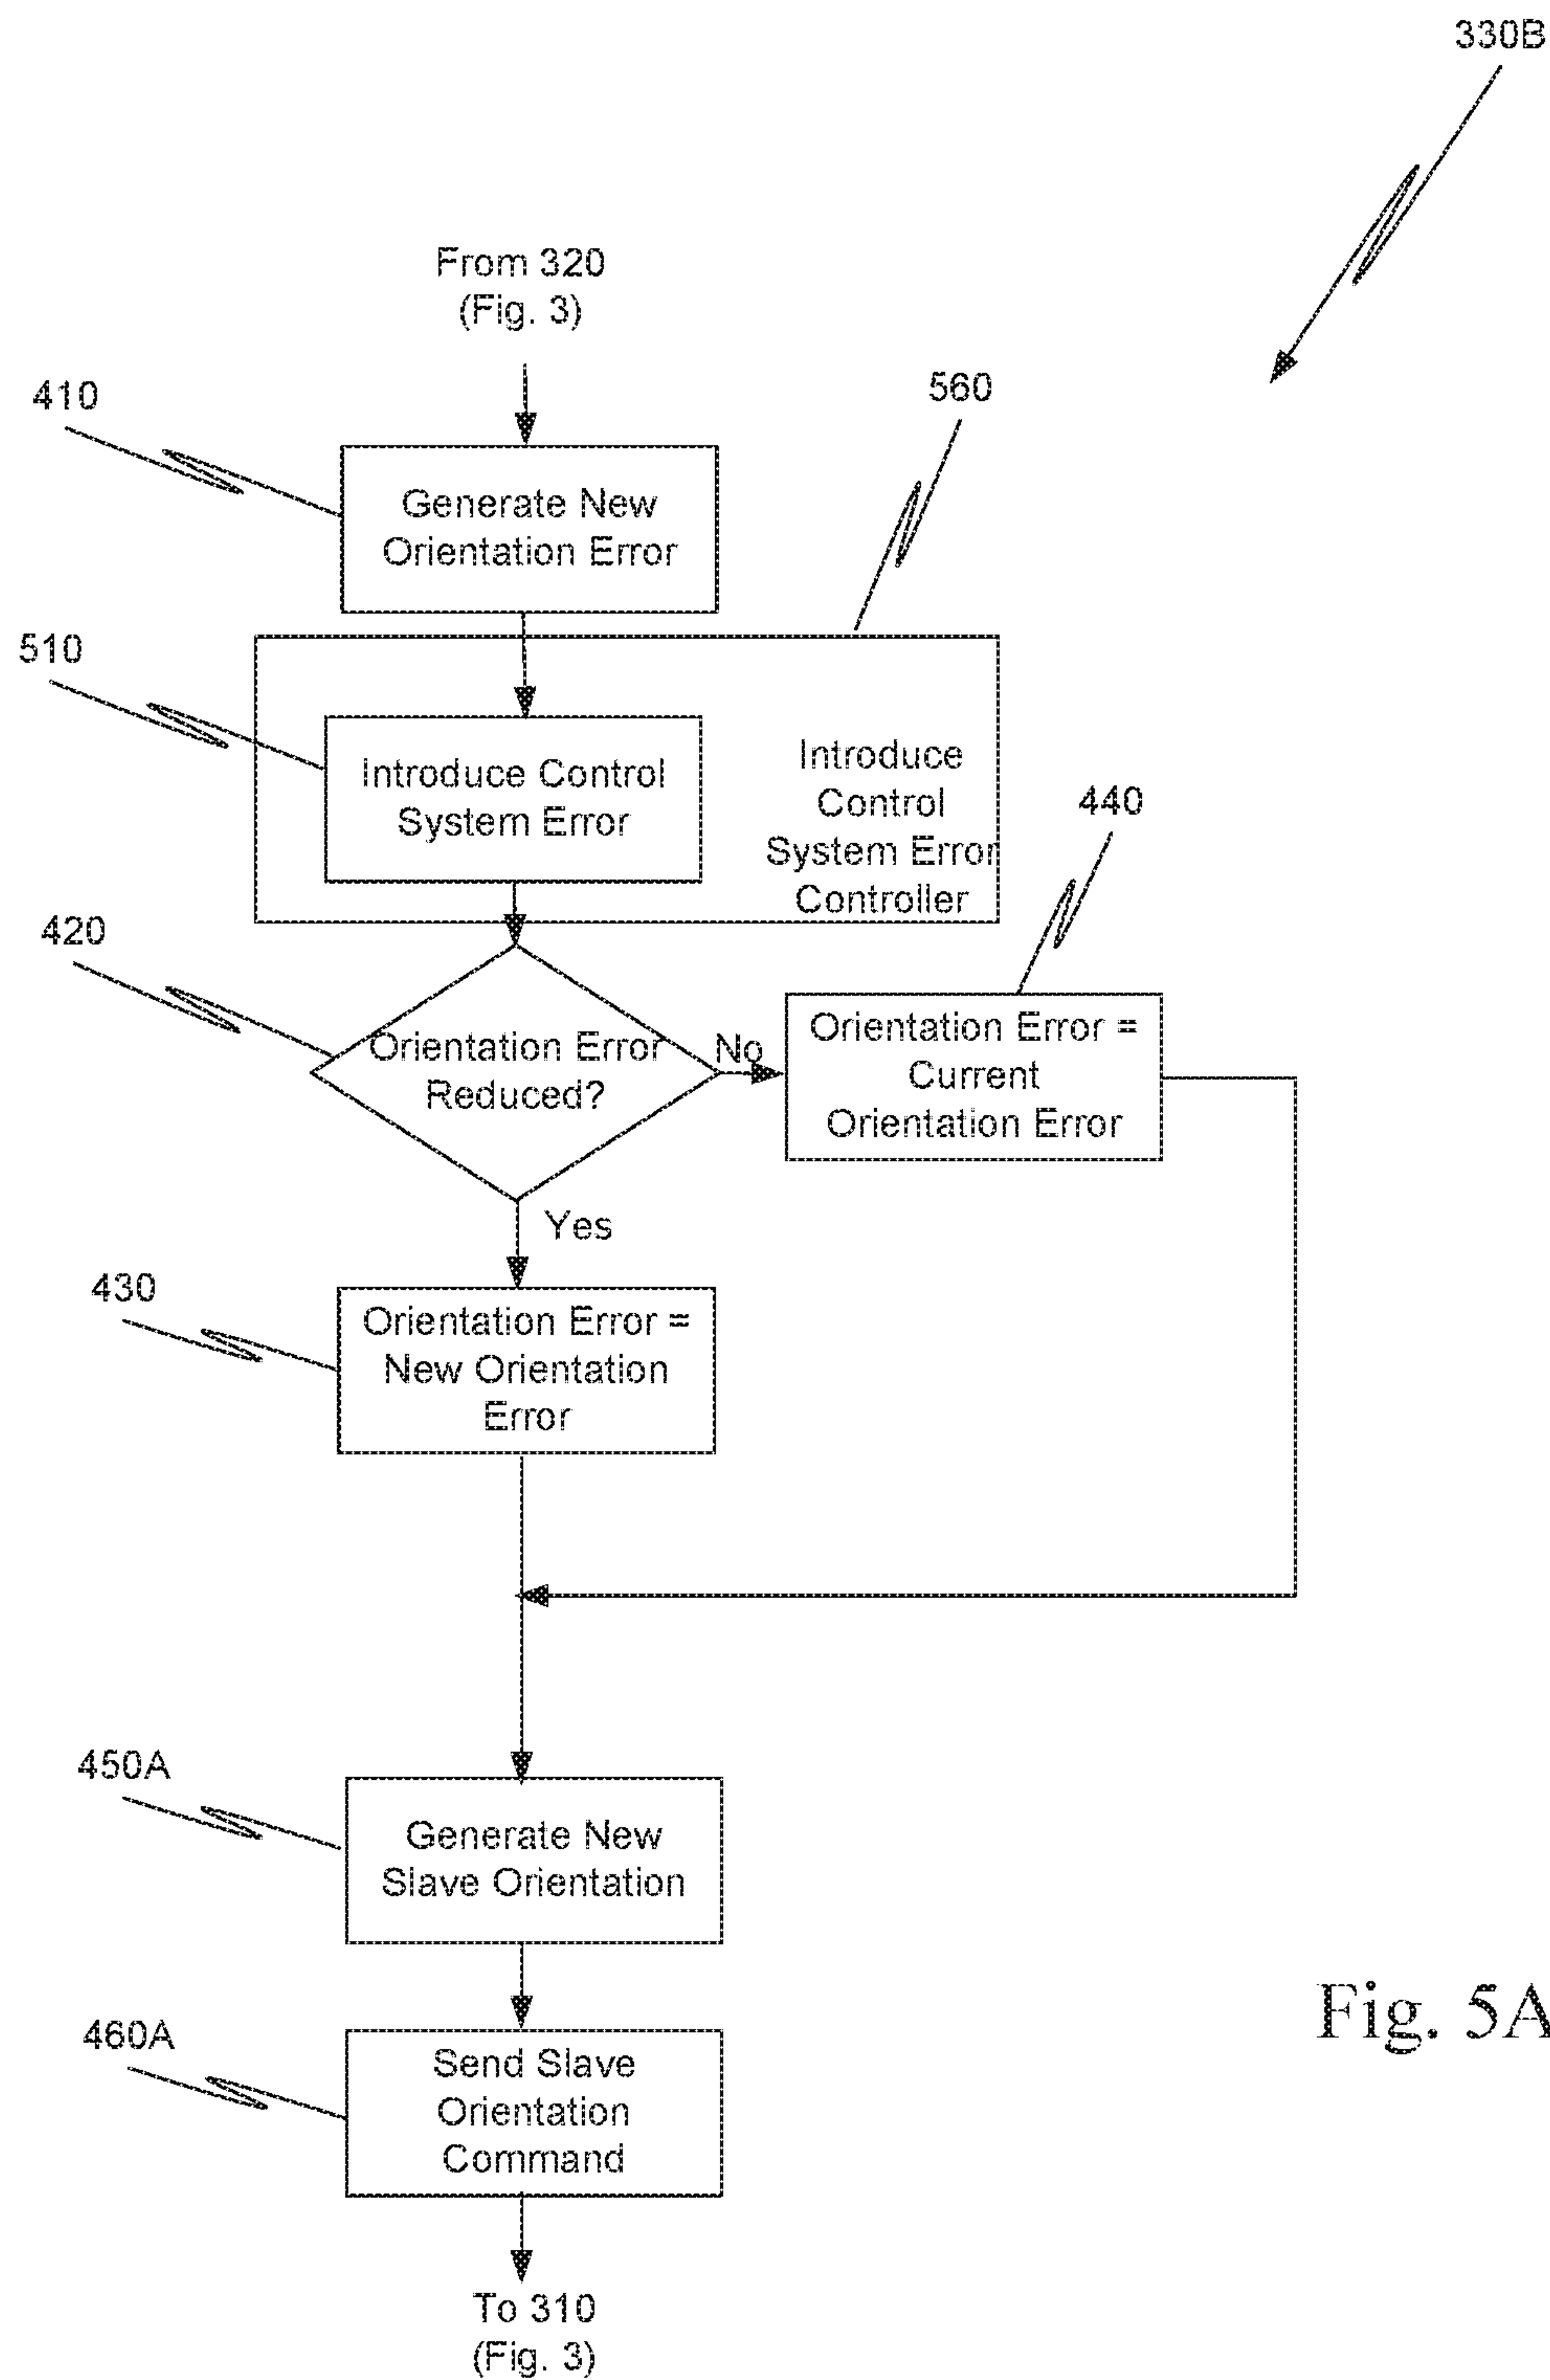 330B
From 320
(Fig. 3)
410
560
Generate New
Orientation Error
510
Introduce Control
System Error
Introduce
Control
System Error
Controller
440
420
Orientation Error
Reduced?
No
Orientation Error =
Current
Orientation Error
Yes
430
Orientation Error =
New Orientation
Error
450A
Generate New
Slave Orientation
460A
Send Slave
Orientation
Command
Fig. 5A
To 310
(Fig. 3)